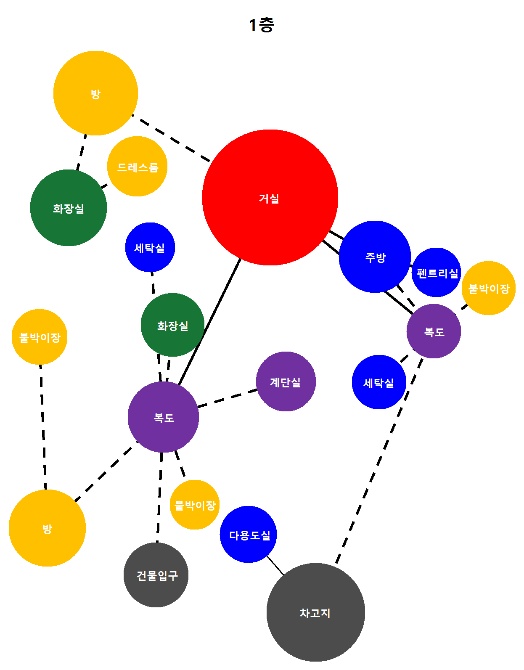 1층
방
드레스룸
거실
화장실
세탁실
주방
펜트리실
붙박이장
화장실
복도
붙박이장
세탁실
계단실
복도
붙박이장
방
다용도실
건물입구
차고지